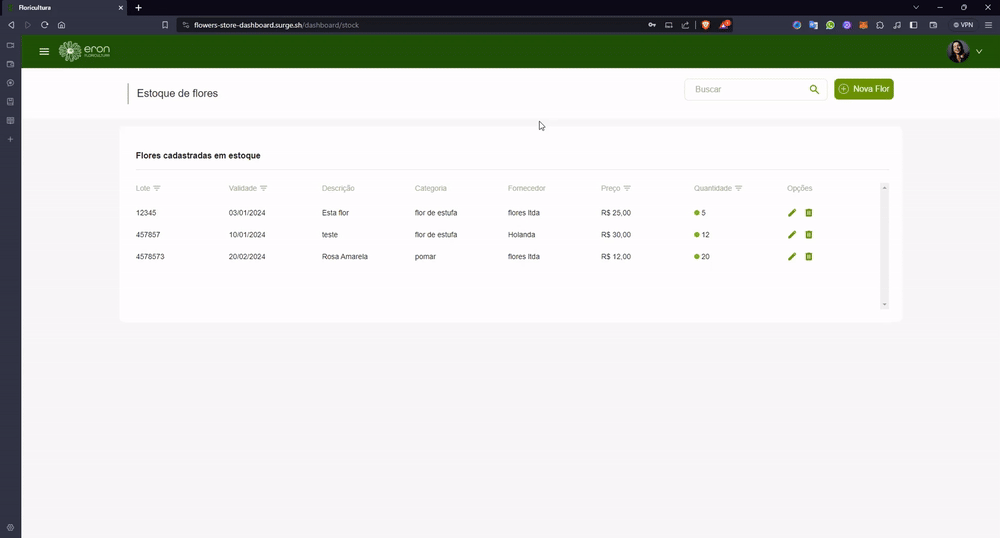 Floricultura
flowers-store-dashboard.surge.sh/dashboard/stock
VPN
eron
FLORICULTURA
Estoque de flores
Buscar
Nova Flor
Flores cadastradas em estoque
Lote Validade Descrição Categoria Fornecedor Preço Quantidade Opções
12345 03/01/2024 Esta flor flor de estufa flores ltda R$ 25,00 5
457857 10/01/2024 teste flor de estufa Holanda R$ 30,00 12
4578573 20/02/2024 Rosa Amarela pomar flores ltda R$ 12,00 20